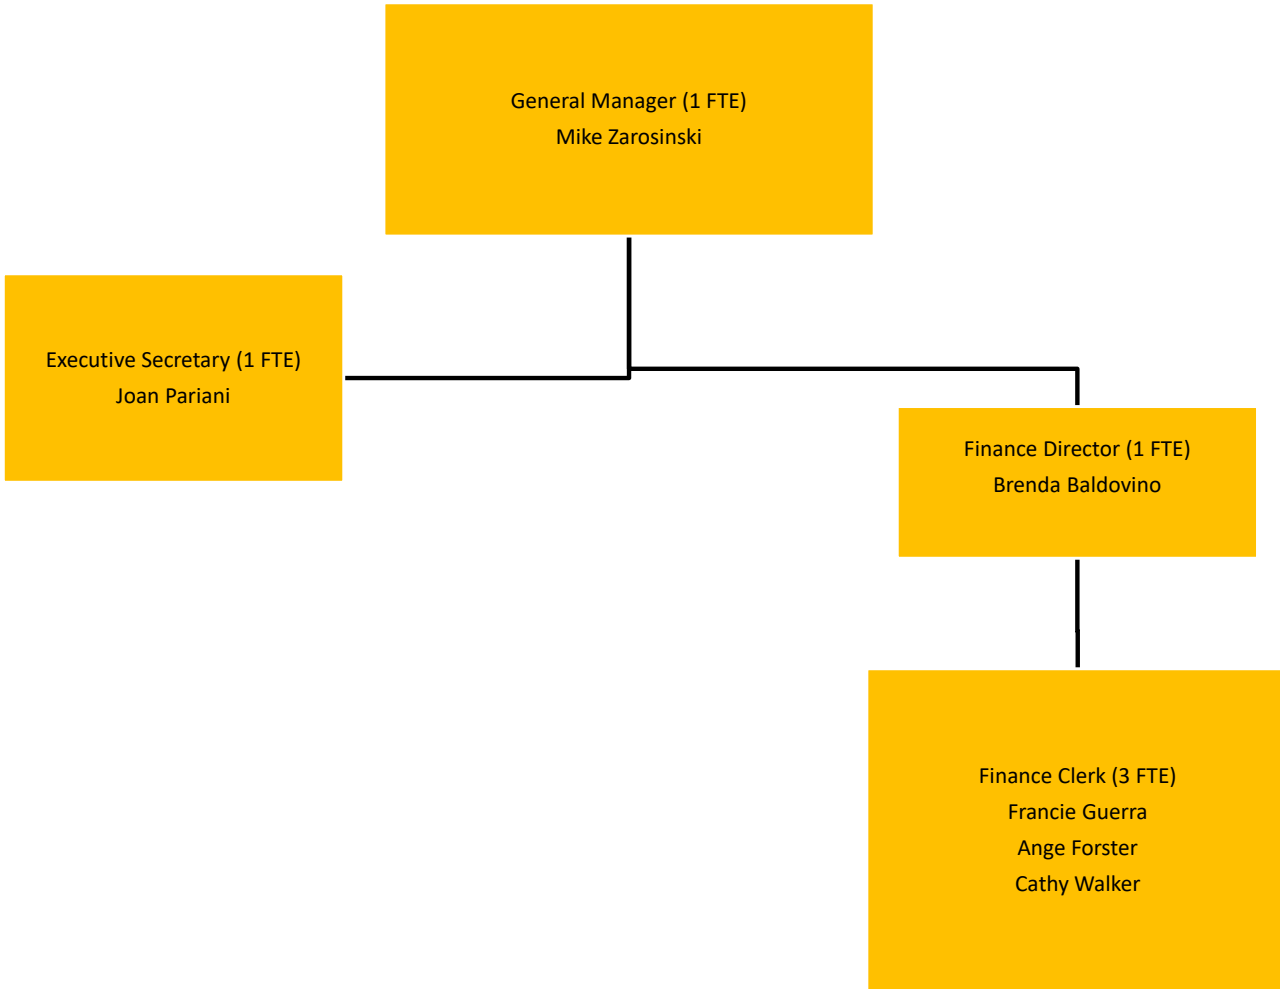 General Manager (1 FTE)
Mike Zarosinski
Executive Secretary (1 FTE)
Joan Pariani
Finance Director (1 FTE)
Brenda Baldovino
Finance Clerk (3 FTE)
Francie Guerra
Ange Forster
Cathy Walker